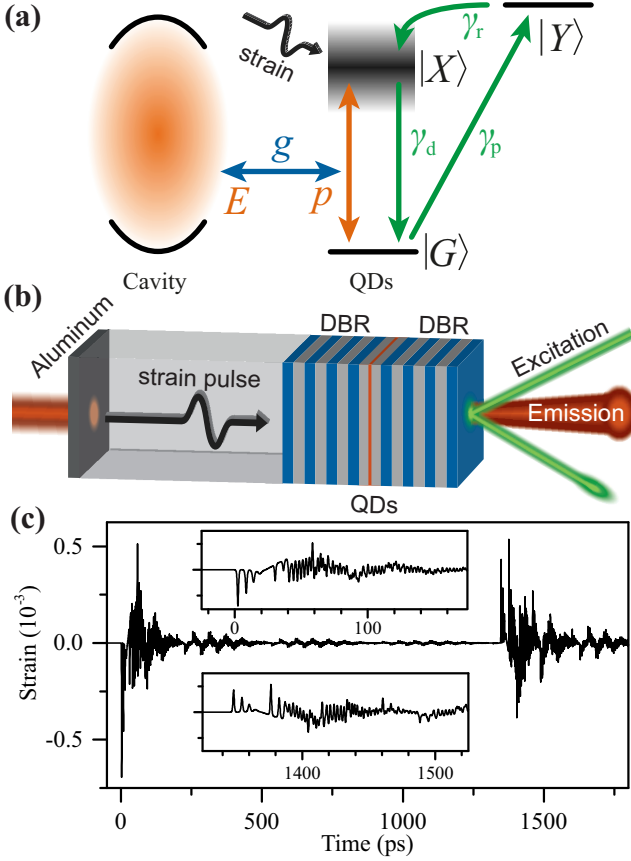 (a)
strain
|X⟩
γr
|Y⟩
g
γd
γp
E
p
|G⟩
Cavity
QDs
(b)
Aluminum
DBR
DBR
strain pulse
Excitation
Emission
QDs
(c)
Strain (10⁻³)
0.5
0.0
-0.5
0
100
1400
1500
0
500
1000
1500
Time (ps)